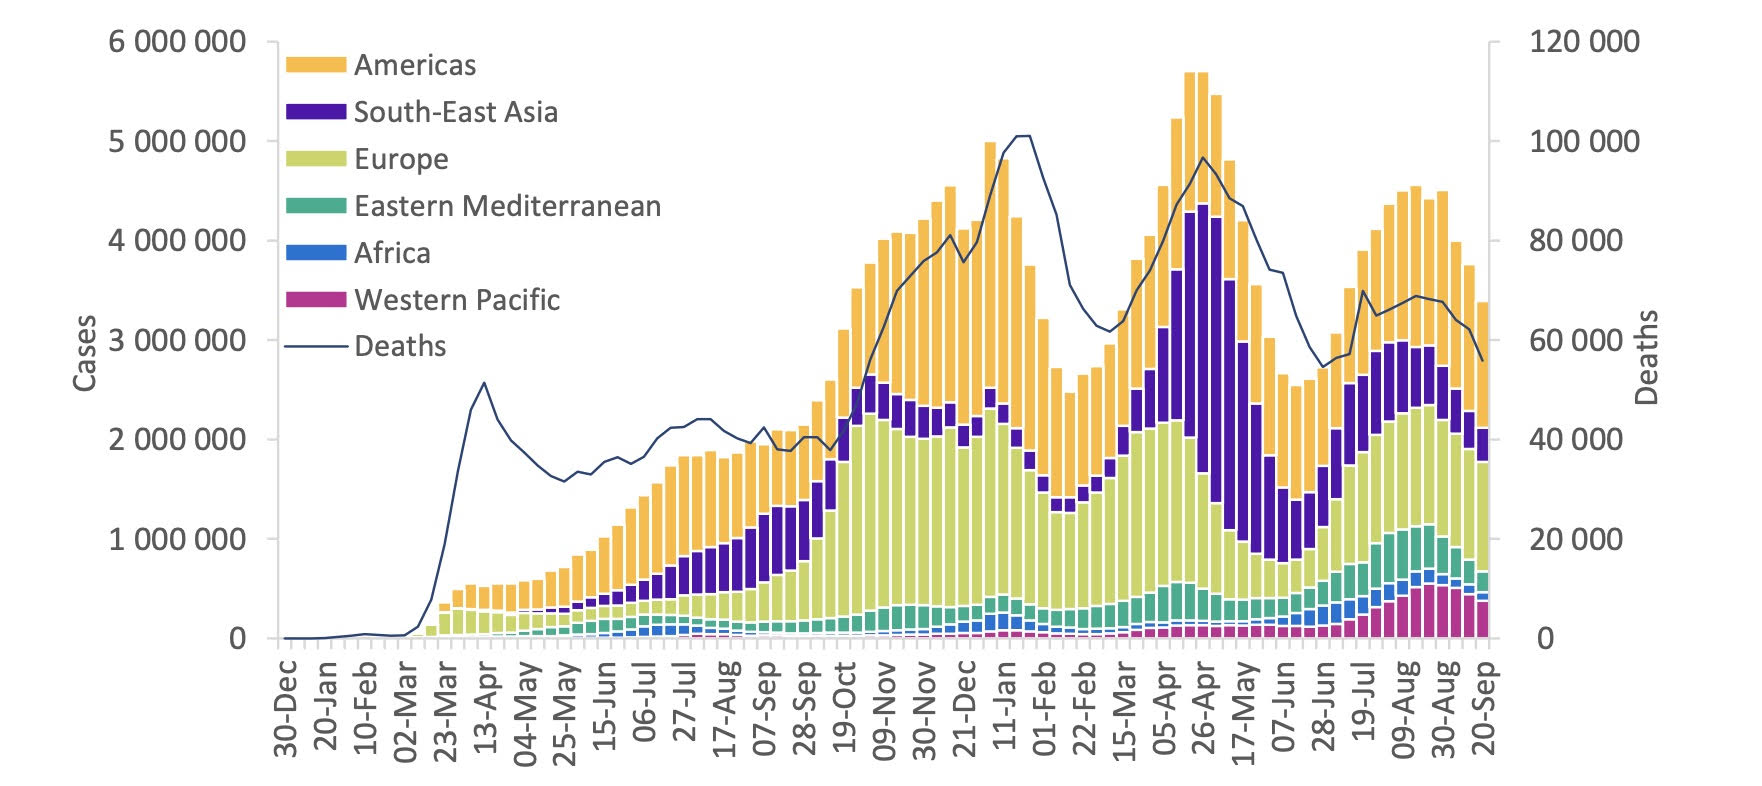 6 000 000
5 000 000
4 000 000
3 000 000
2 000 000
1 000 000
0
Cases
Americas
South-East Asia
Europe
Eastern Mediterranean
Africa
Western Pacific
Deaths
120 000
100 000
80 000
60 000
40 000
20 000
0
Deaths
30-Dec
20-Jan
10-Feb
02-Mar
23-Mar
13-Apr
04-May
25-May
15-Jun
06-Jul
27-Jul
17-Aug
07-Sep
28-Sep
19-Oct
09-Nov
30-Nov
21-Dec
11-Jan
01-Feb
22-Feb
15-Mar
05-Apr
26-Apr
17-May
07-Jun
28-Jun
19-Jul
09-Aug
30-Aug
20-Sep